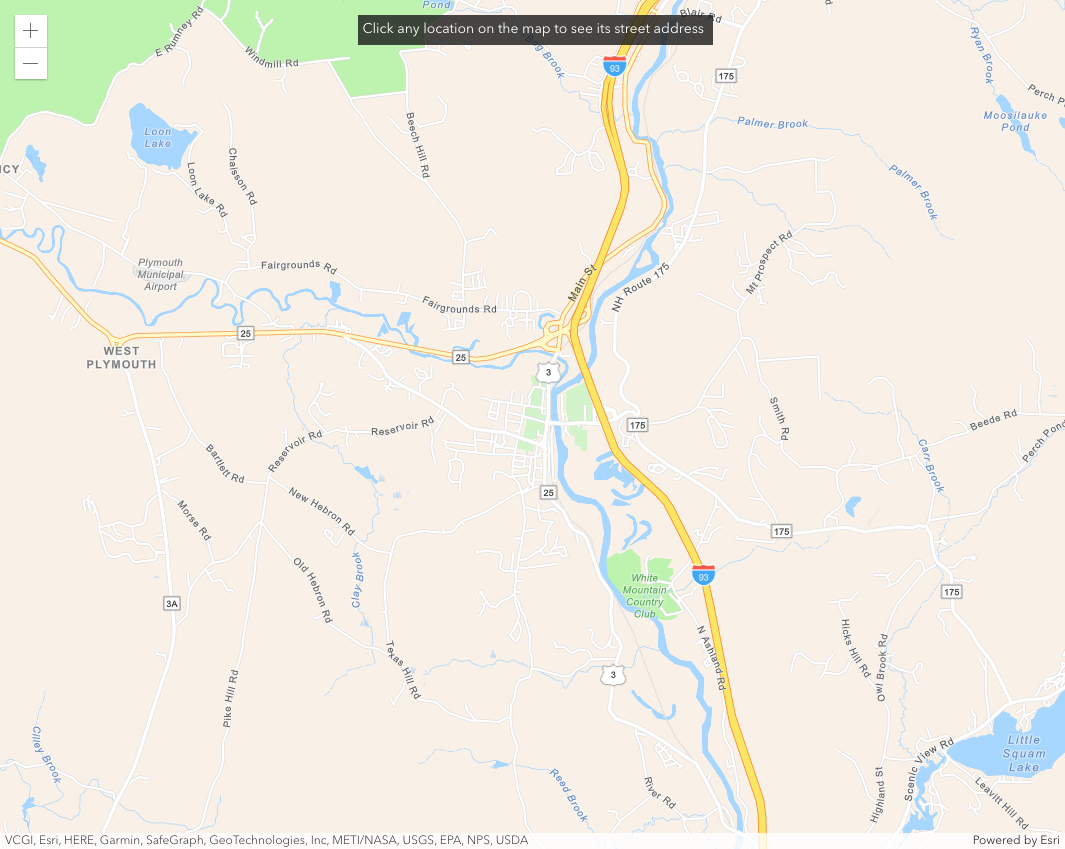 Pond
Blair Rd
Click any location on the map to see its street address
E Rumney Rd
Windmill Rd
Brook
93
175
Ryan Brook
Perch P
Beech Hill Rd
Palmer Brook
Moosilauke
Pond
Loon
Lake
Chaisson Rd
Loon Lake Rd
NCY
Palmer Brook
Plymouth
Municipal
Airport
Fairgrounds Rd
Main St
NH Route 175
Mt Prospect Rd
Fairgrounds Rd
25
25
WEST
PLYMOUTH
3
Smith Rd
Beede Rd
Perch Pond
Reservoir Rd
Reservoir Rd
175
Carr Brook
Bartlett Rd
New Hebron Rd
25
Morse Rd
175
Old Hebron Rd
Clay Brook
White
Mountain
Country
Club
93
175
3A
Hicks Hill Rd
Owl Brook Rd
N Ashland Rd
Texas Hill Rd
Pike Hill Rd
3
Cilley Brook
Little
Squam
Lake
Scenic View Rd
Reed Brook
River Rd
Highland St
Leavitt Hill Rd
VCGI, Esri, HERE, Garmin, SafeGraph, GeoTechnologies, Inc, METI/NASA, USGS, EPA, NPS, USDA
Powered by Esri